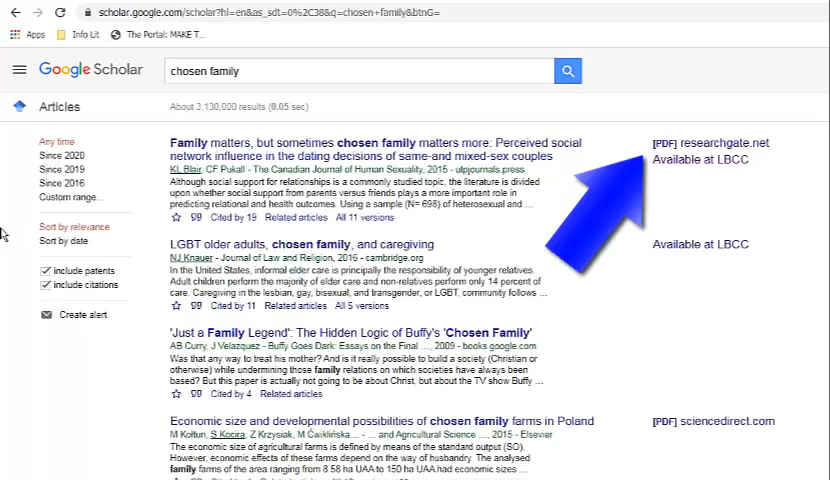 scholar.google.com/scholar?hl=en&as_sdt=0%2C38&q=chosen+family&btnG=
Apps Info Lit The Portal: MAKE T...
Google Scholar chosen family
Articles About 3,130,000 results (0.05 sec)
Any time
Since 2020
Since 2019
Since 2016
Custom range...
Sort by relevance
Sort by date
include patents
include citations
Create alert
Family matters, but sometimes chosen family matters more: Perceived social
network influence in the dating decisions of same-and mixed-sex couples
KL Blair, CF Pukall - The Canadian Journal of Human Sexuality, 2015 - utpjournals.press
Although social support for relationships is a commonly studied topic, the literature is divided
upon whether social support from parents versus friends plays a more important role in
predicting relational and health outcomes. Using a sample (N= 698) of heterosexual and ...
Cited by 19 Related articles All 11 versions
[PDF] researchgate.net
Available at LBCC
LGBT older adults, chosen family, and caregiving
NJ Knauer - Journal of Law and Religion, 2016 - cambridge.org
In the United States, informal elder care is principally the responsibility of younger relatives.
Adult children perform the majority of elder care and non-relatives perform only 14 percent of
care. Caregiving in the lesbian, gay, bisexual, and transgender, or LGBT, community follows ...
Cited by 11 Related articles All 5 versions
Available at LBCC
'Just a Family Legend': The Hidden Logic of Buffy's 'Chosen Family'
AB Curry, J Velazquez - Buffy Goes Dark: Essays on the Final ..., 2009 - books.google.com
Was that any way to treat his mother? And is it really possible to build a society (Christian or
otherwise) while undermining those family relations on which societies have always been
based? But this paper is actually not going to be about Christ, but about the TV show Buffy ...
Cited by 4 Related articles
Economic size and developmental possibilities of chosen family farms in Poland
M Kołtun, S Kocira, Z Krzysiak, M Ćwiklińska... - ... and Agricultural Science ..., 2015 - Elsevier
The economic size of agricultural farms is defined by means of the standard output (SO).
However, economic effects of these farms depend on the way of husbandry. The analysed
family farms of the area ranging from 8.58 ha UAA to 150 ha UAA had economic sizes ...
[PDF] sciencedirect.com